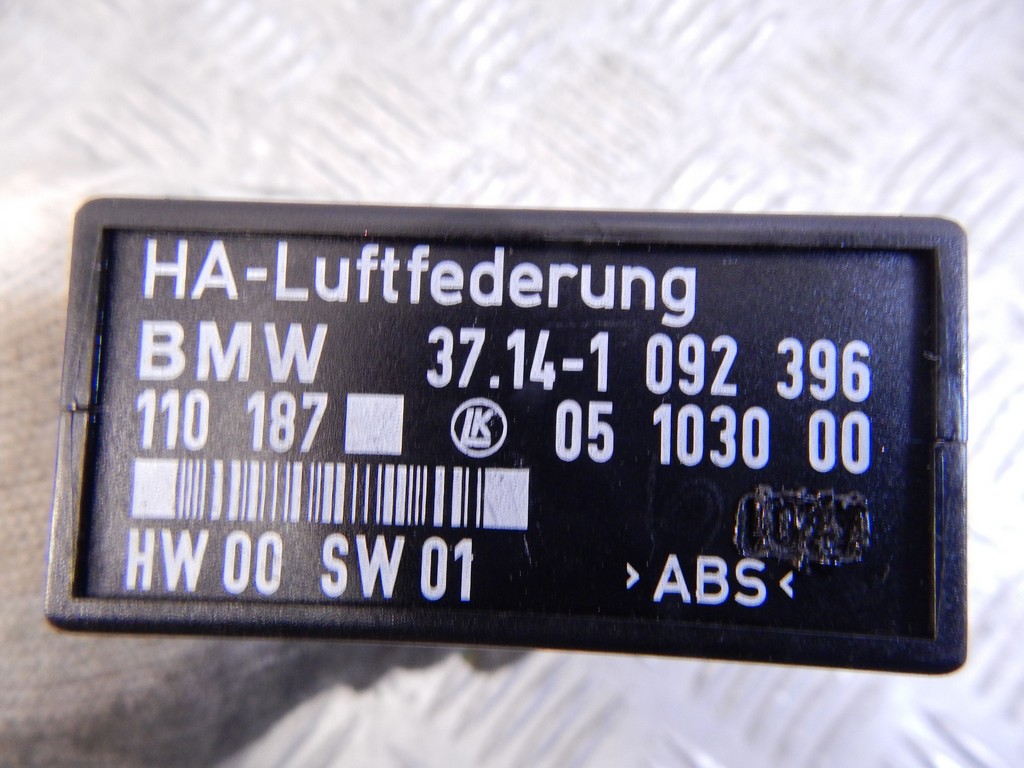 HA-Luftfederung
BMW 37.14-1 092 396
110 187 LK 05 1030 00
HW 00 SW 01 >ABS<